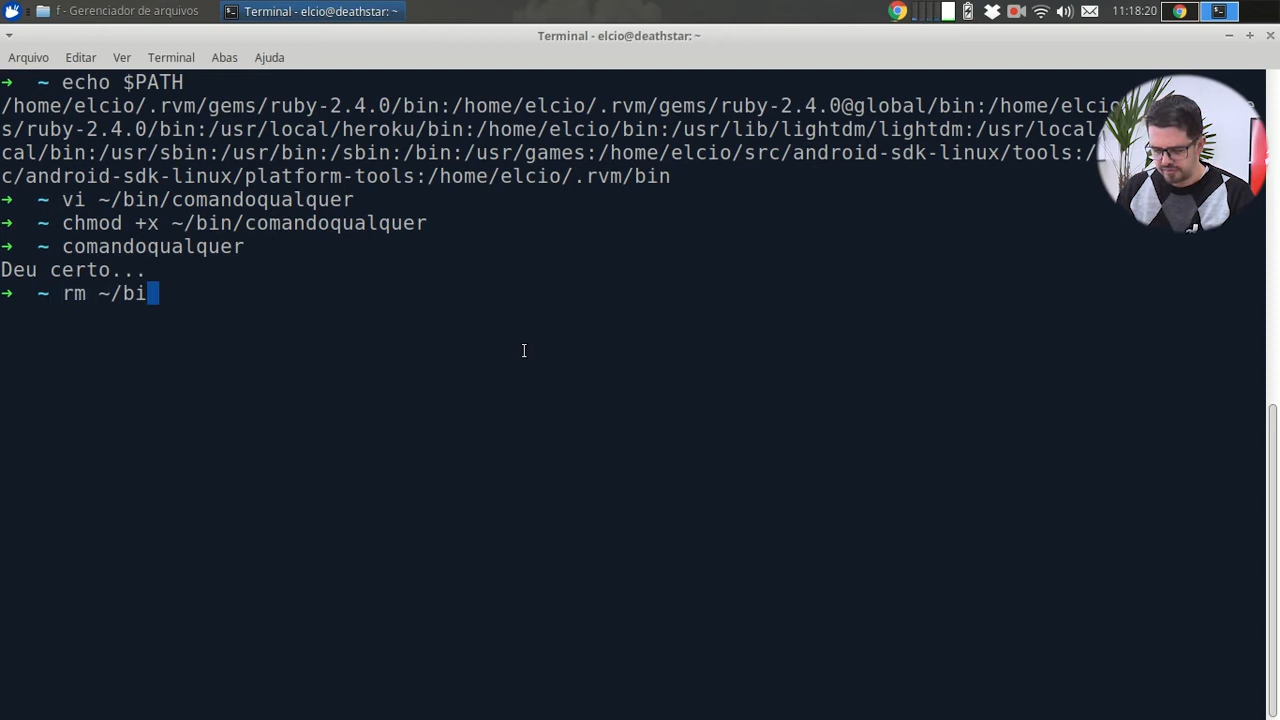 f - Gerenciador de arquivos
Terminal - elcio@deathstar: ~
11:18:20
Terminal - elcio@deathstar: ~
Arquivo Editar Ver Terminal Abas Ajuda
➜ ~ echo $PATH
/home/elcio/.rvm/gems/ruby-2.4.0/bin:/home/elcio/.rvm/gems/ruby-2.4.0@global/bin:/home/elcio
s/ruby-2.4.0/bin:/usr/local/heroku/bin:/home/elcio/bin:/usr/lib/lightdm/lightdm:/usr/local
cal/bin:/usr/sbin:/usr/bin:/sbin:/bin:/usr/games:/home/elcio/src/android-sdk-linux/tools:/
c/android-sdk-linux/platform-tools:/home/elcio/.rvm/bin
➜ ~ vi ~/bin/comandoqualquer
➜ ~ chmod +x ~/bin/comandoqualquer
➜ ~ comandoqualquer
Deu certo...
➜ ~ rm ~/bi